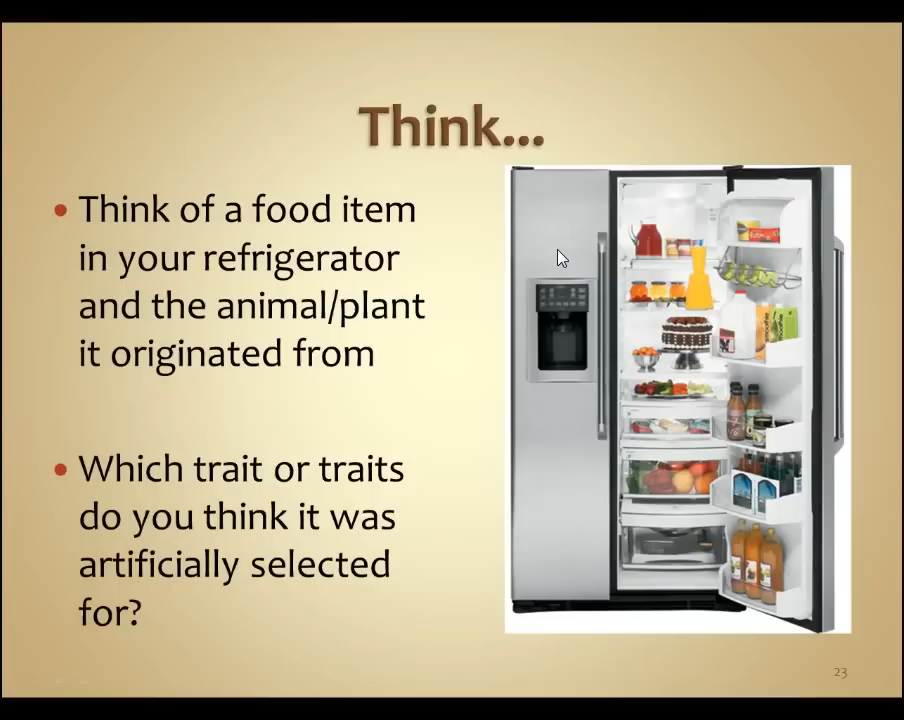 Think...
• Think of a food item
in your refrigerator
and the animal/plant
it originated from
• Which trait or traits
do you think it was
artificially selected
for?
23